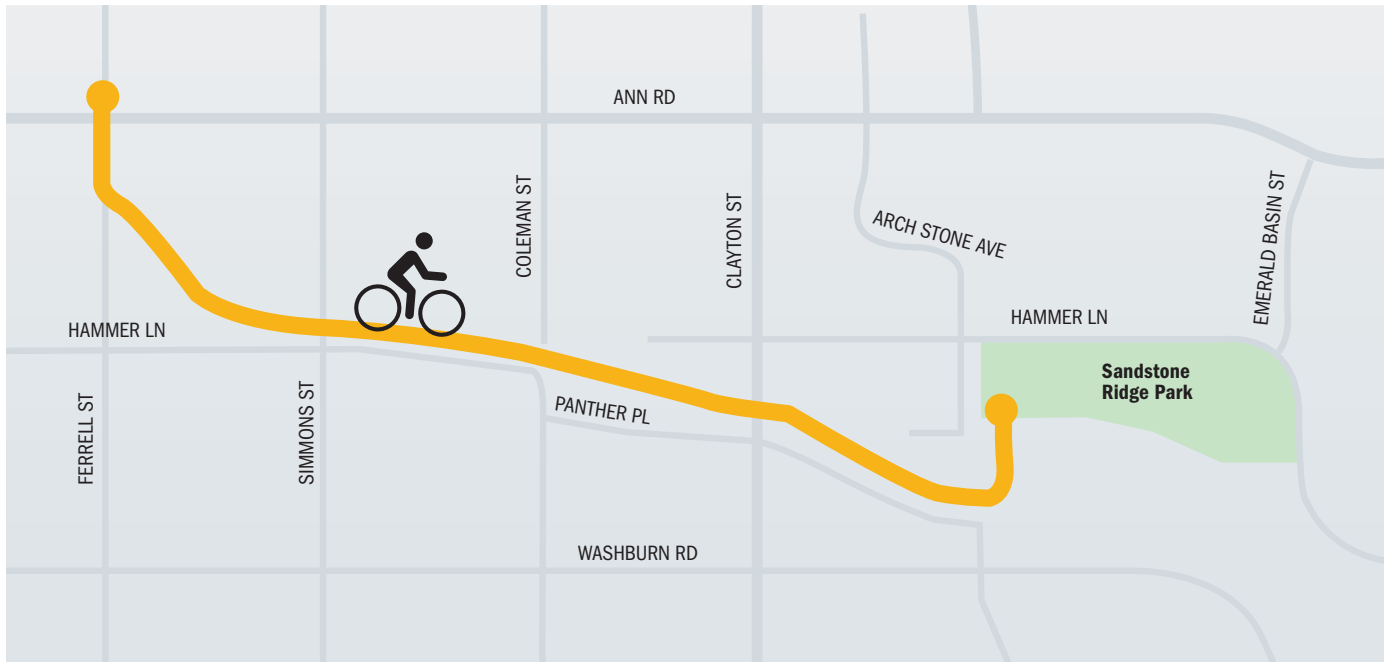 ANN RD
COLEMAN ST
CLAYTON ST
ARCH STONE AVE
EMERALD BASIN ST
HAMMER LN
HAMMER LN
Sandstone
Ridge Park
FERRELL ST
SIMMONS ST
PANTHER PL
WASHBURN RD